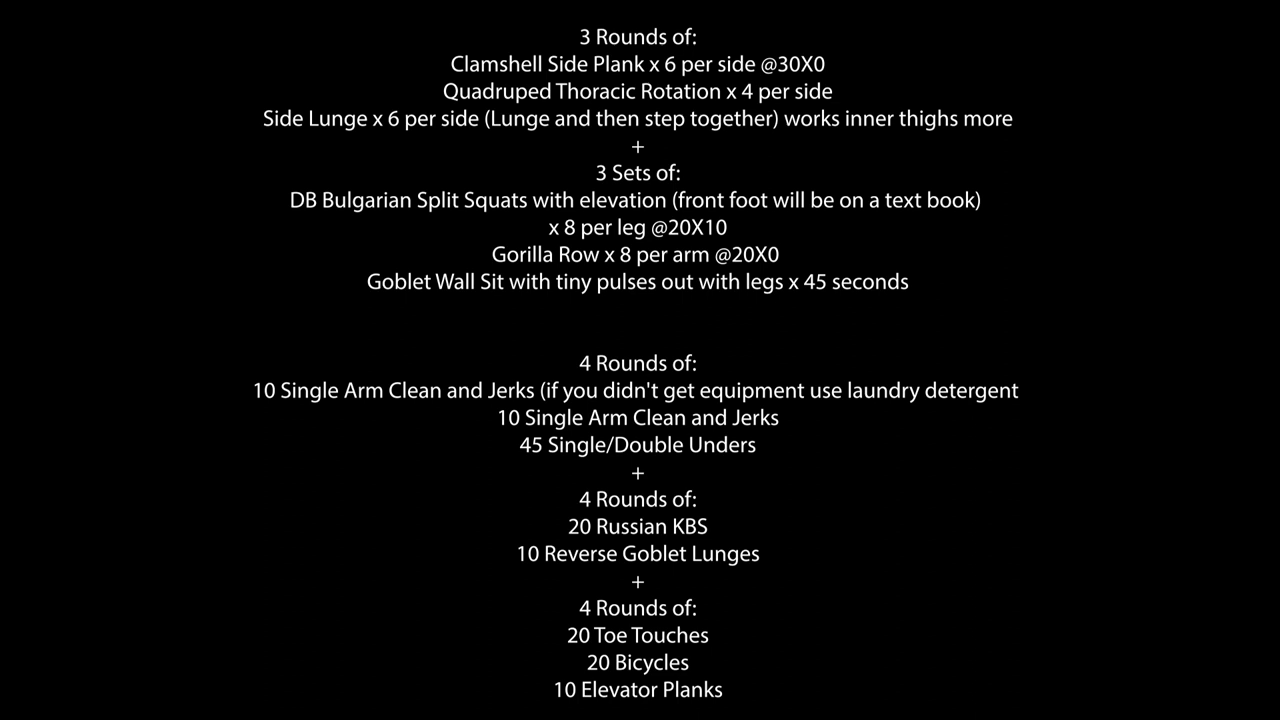 3 Rounds of:
Clamshell Side Plank x 6 per side @30X0
Quadruped Thoracic Rotation x 4 per side
Side Lunge x 6 per side (Lunge and then step together) works inner thighs more
+
3 Sets of:
DB Bulgarian Split Squats with elevation (front foot will be on a text book)
x 8 per leg @20X10
Gorilla Row x 8 per arm @20X0
Goblet Wall Sit with tiny pulses out with legs x 45 seconds
4 Rounds of:
10 Single Arm Clean and Jerks (if you didn't get equipment use laundry detergent
10 Single Arm Clean and Jerks
45 Single/Double Unders
+
4 Rounds of:
20 Russian KBS
10 Reverse Goblet Lunges
+
4 Rounds of:
20 Toe Touches
20 Bicycles
10 Elevator Planks